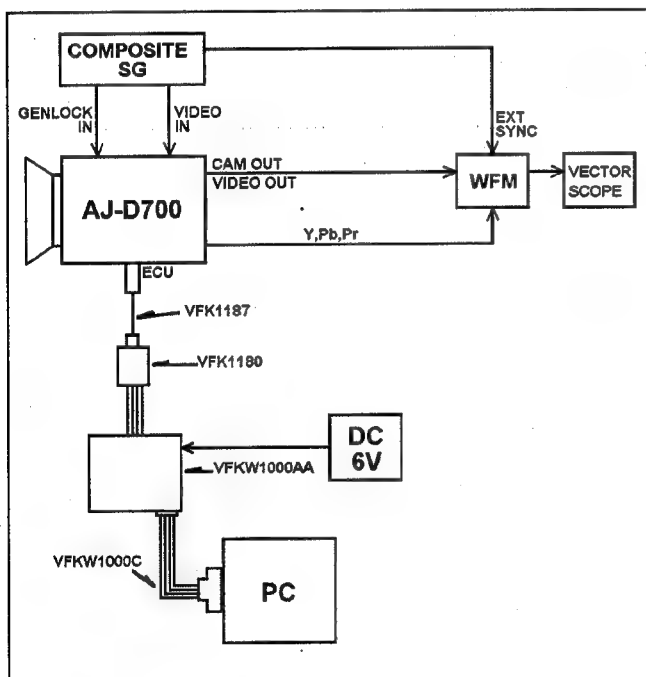 COMPOSITE
SG
GENLOCK
IN
VIDEO
IN
EXT
SYNC
CAM OUT
VIDEO OUT
AJ-D700
WFM
VECTOR
SCOPE
Y,Pb,Pr
ECU
VFK1187
VFK1180
DC
6V
VFKW1000AA
VFKW1000C
PC